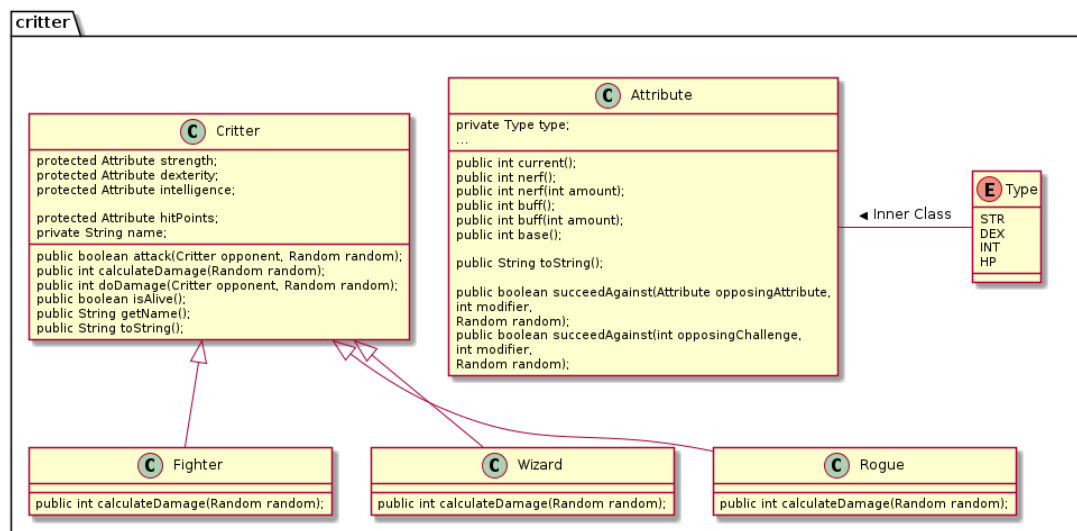 critter
C Critter
protected Attribute strength;
protected Attribute dexterity;
protected Attribute intelligence;
protected Attribute hitPoints;
private String name;
public boolean attack(Critter opponent, Random random);
public int calculateDamage(Random random);
public int doDamage(Critter opponent, Random random);
public boolean isAlive();
public String getName();
public String toString();
C Attribute
private Type type;
...
public int current();
public int nerf();
public int nerf(int amount);
public int buff();
public int buff(int amount);
public int base();
public String toString();
public boolean succeedAgainst(Attribute opposingAttribute,
int modifier,
Random random);
public boolean succeedAgainst(int opposingChallenge,
int modifier,
Random random);
◄ Inner Class
E Type
STR
DEX
INT
HP
C Fighter
public int calculateDamage(Random random);
C Wizard
public int calculateDamage(Random random);
C Rogue
public int calculateDamage(Random random);